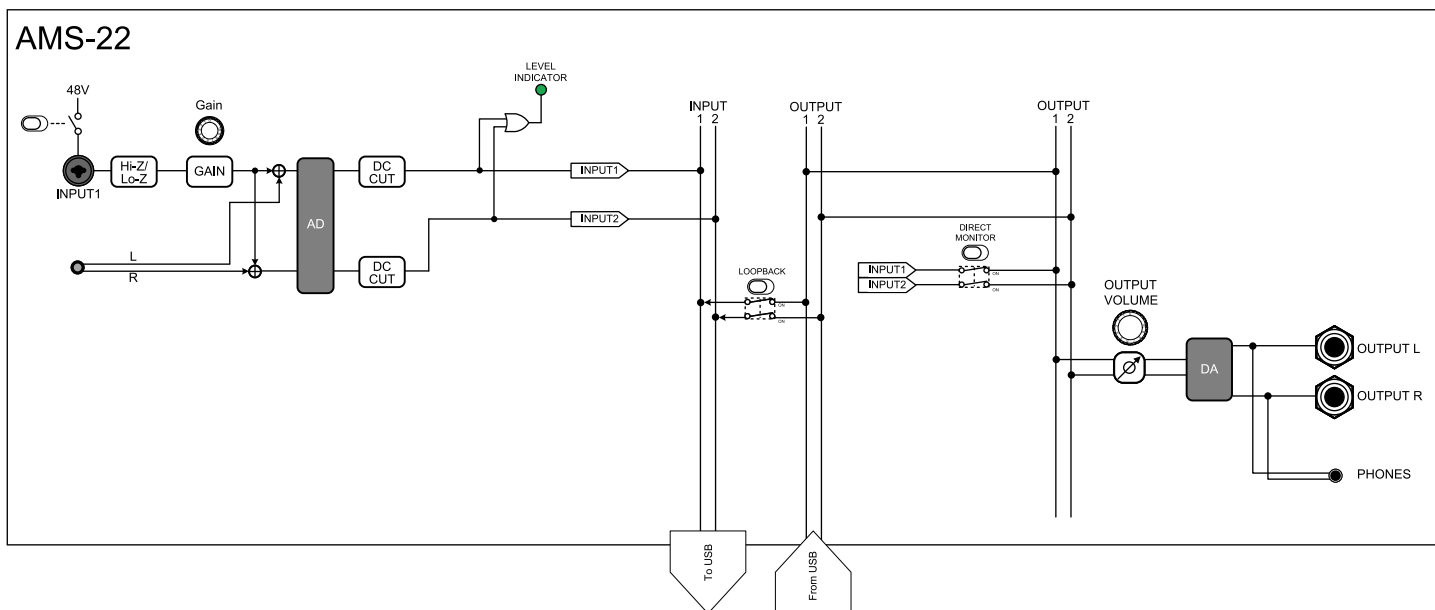 AMS-22
48V
Gain
LEVEL
INDICATOR
INPUT
1 2
OUTPUT
1 2
OUTPUT
1 2
INPUT1
Hi-Z/
Lo-Z
GAIN
AD
DC
CUT
INPUT1
L
R
DC
CUT
INPUT2
LOOPBACK
ON
ON
DIRECT
MONITOR
INPUT1
INPUT2
ON
ON
OUTPUT
VOLUME
DA
OUTPUT L
OUTPUT R
PHONES
To USB
From USB